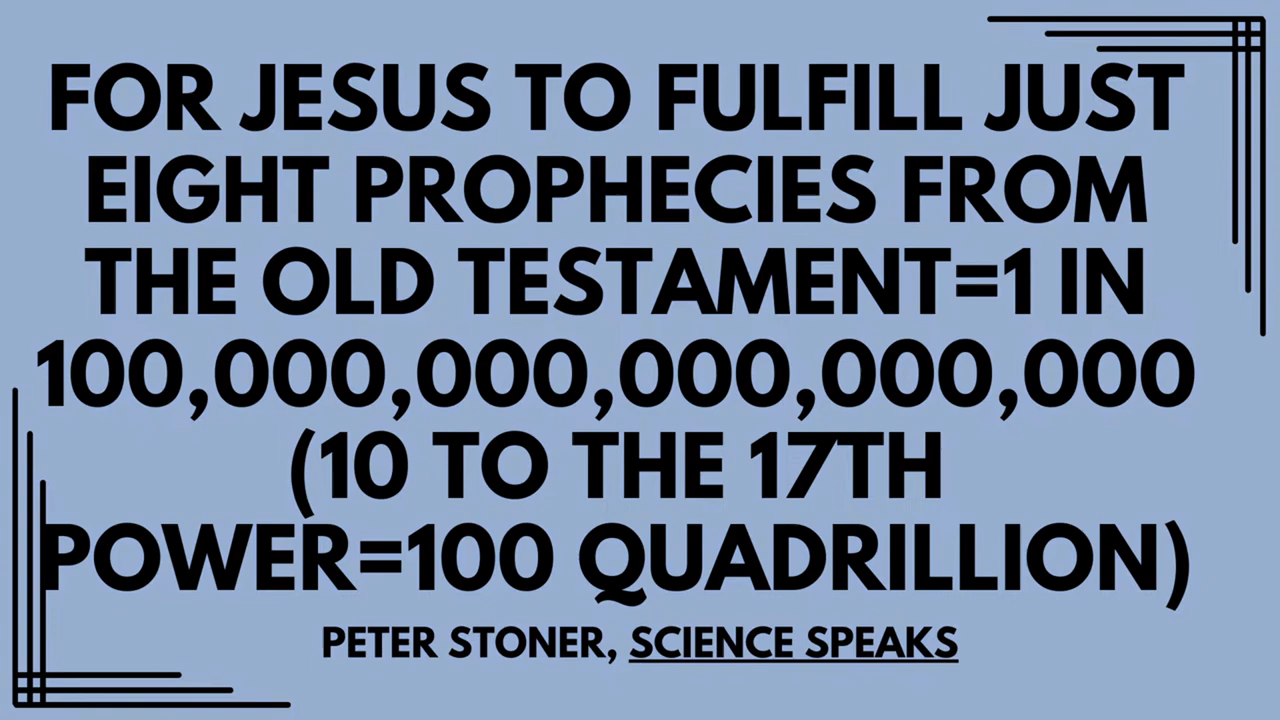 FOR JESUS TO FULFILL JUST
EIGHT PROPHECIES FROM
THE OLD TESTAMENT=1 IN
100,000,000,000,000,000
(10 TO THE 17TH
POWER=100 QUADRILLION)
PETER STONER, SCIENCE SPEAKS